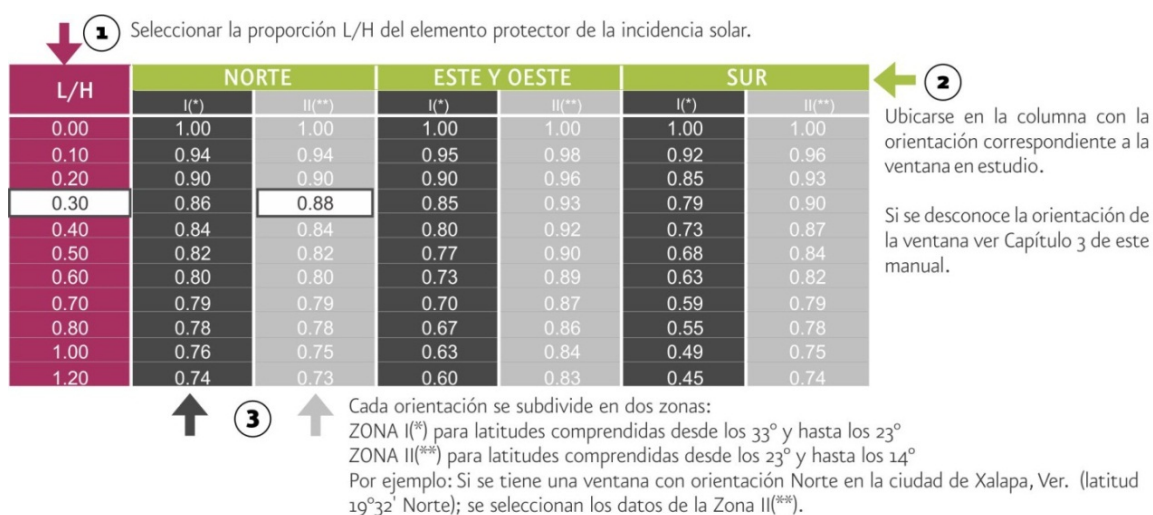 1 Seleccionar la proporción L/H del elemento protector de la incidencia solar.
L/H NORTE ESTE Y OESTE SUR
I(*) II(**) I(*) II(**) I(*) II(**)
0.00 1.00 1.00 1.00 1.00 1.00 1.00
0.10 0.94 0.94 0.95 0.98 0.92 0.96
0.20 0.90 0.90 0.90 0.96 0.85 0.93
0.30 0.86 0.88 0.85 0.93 0.79 0.90
0.40 0.84 0.84 0.80 0.92 0.73 0.87
0.50 0.82 0.82 0.77 0.90 0.68 0.84
0.60 0.80 0.80 0.73 0.89 0.63 0.82
0.70 0.79 0.79 0.70 0.87 0.59 0.79
0.80 0.78 0.78 0.67 0.86 0.55 0.78
1.00 0.76 0.75 0.63 0.84 0.49 0.75
1.20 0.74 0.73 0.60 0.83 0.45 0.74
2
Ubicarse en la columna con la
orientación correspondiente a la
ventana en estudio.
Si se desconoce la orientación de
la ventana ver Capítulo 3 de este
manual.
3
Cada orientación se subdivide en dos zonas:
ZONA I(*) para latitudes comprendidas desde los 33° y hasta los 23°
ZONA II(**) para latitudes comprendidas desde los 23° y hasta los 14°
Por ejemplo: Si se tiene una ventana con orientación Norte en la ciudad de Xalapa, Ver. (latitud
19°32' Norte); se seleccionan los datos de la Zona II(**).